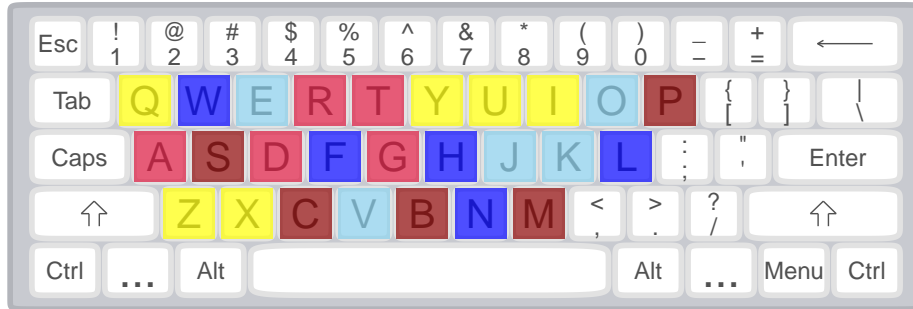 Esc ! 1 @ 2 # 3 $ 4 % 5 ^ 6 & 7 * 8 ( 9 ) 0 _ – + = ←
Tab Q W E R T Y U I O P { [ } ] | \
Caps A S D F G H J K L : ; " ' Enter
⇧ Z X C V B N M < , > . ? / ⇧
Ctrl ... Alt Alt ... Menu Ctrl